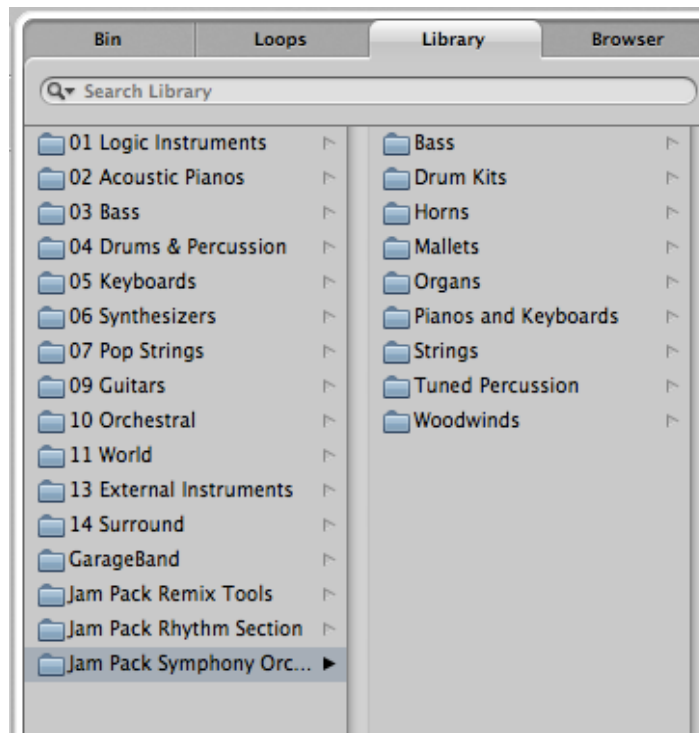 Bin
Loops
Library
Browser
Search Library
01 Logic Instruments
02 Acoustic Pianos
03 Bass
04 Drums & Percussion
05 Keyboards
06 Synthesizers
07 Pop Strings
09 Guitars
10 Orchestral
11 World
13 External Instruments
14 Surround
GarageBand
Jam Pack Remix Tools
Jam Pack Rhythm Section
Jam Pack Symphony Orc...
Bass
Drum Kits
Horns
Mallets
Organs
Pianos and Keyboards
Strings
Tuned Percussion
Woodwinds